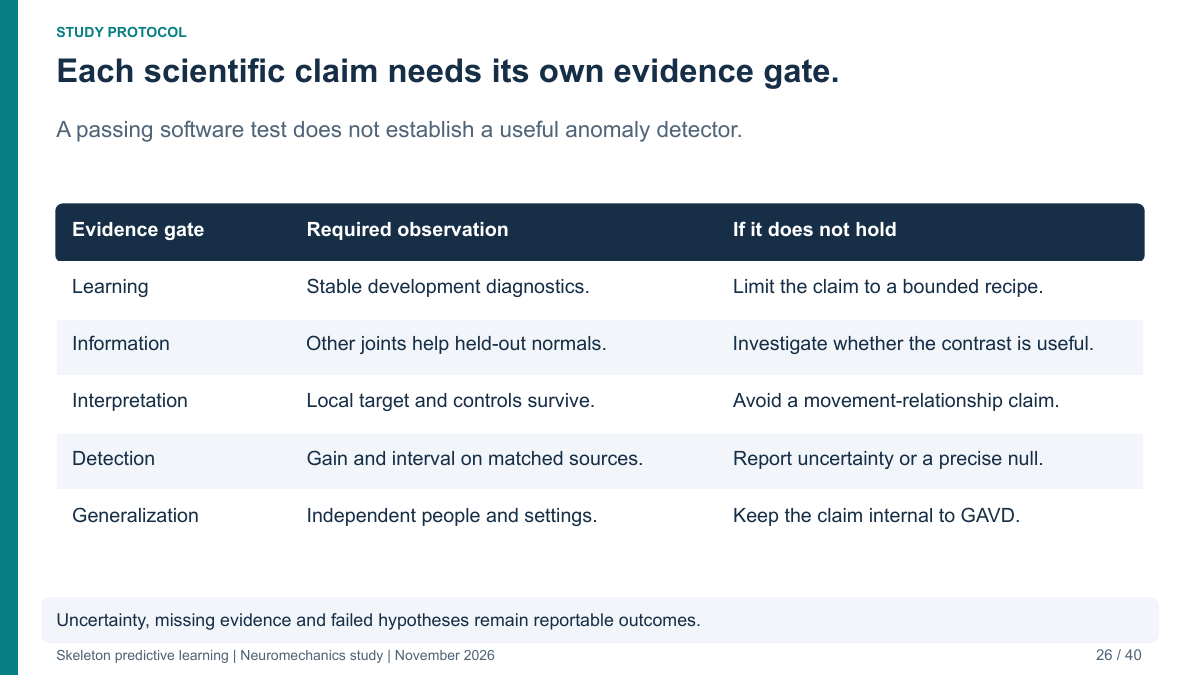 STUDY PROTOCOL
Each scientific claim needs its own evidence gate.
A passing software test does not establish a useful anomaly detector.
Evidence gate Required observation If it does not hold
Learning Stable development diagnostics. Limit the claim to a bounded recipe.
Information Other joints help held-out normals. Investigate whether the contrast is useful.
Interpretation Local target and controls survive. Avoid a movement-relationship claim.
Detection Gain and interval on matched sources. Report uncertainty or a precise null.
Generalization Independent people and settings. Keep the claim internal to GAVD.
Uncertainty, missing evidence and failed hypotheses remain reportable outcomes.
Skeleton predictive learning | Neuromechanics study | November 2026 26 / 40